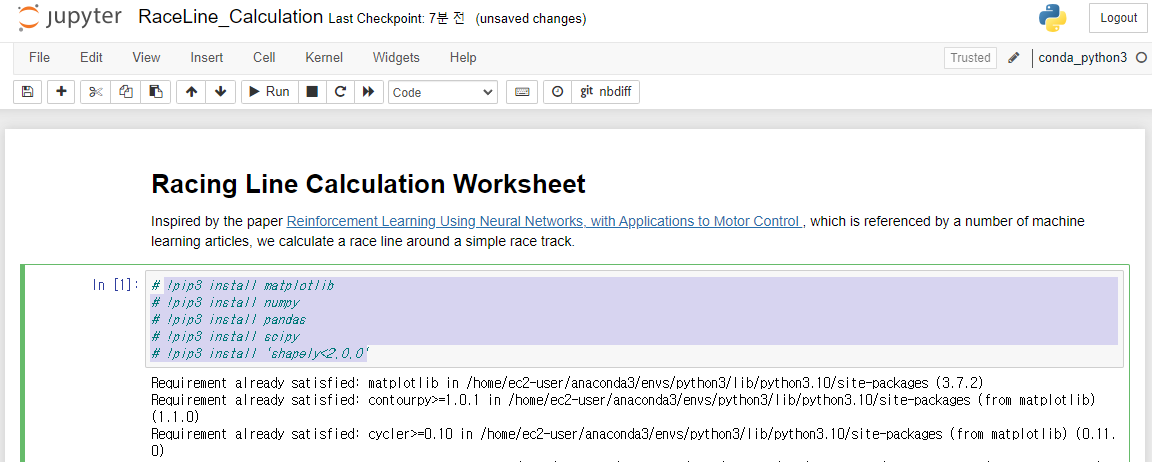 jupyter RaceLine_Calculation Last Checkpoint: 7분 전 (unsaved changes) Logout
File Edit View Insert Cell Kernel Widgets Help Trusted conda_python3
Run Code git nbdiff
Racing Line Calculation Worksheet
Inspired by the paper Reinforcement Learning Using Neural Networks, with Applications to Motor Control , which is referenced by a number of machine
learning articles, we calculate a race line around a simple race track.
In [1]: # !pip3 install matplotlib
# !pip3 install numpy
# !pip3 install pandas
# !pip3 install scipy
# !pip3 install 'shapely<2,0,0'
Requirement already satisfied: matplotlib in /home/ec2-user/anaconda3/envs/python3/lib/python3.10/site-packages (3.7.2)
Requirement already satisfied: contourpy>=1.0.1 in /home/ec2-user/anaconda3/envs/python3/lib/python3.10/site-packages (from matplotlib)
(1.1.0)
Requirement already satisfied: cycler>=0.10 in /home/ec2-user/anaconda3/envs/python3/lib/python3.10/site-packages (from matplotlib) (0.11.
0)